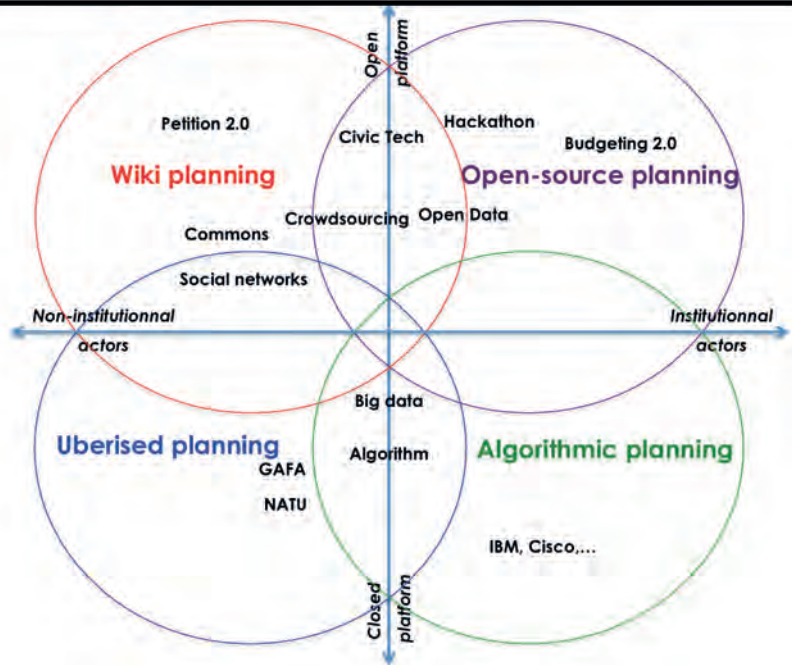 Open platform
Petition 2.0
Hackathon
Civic Tech
Budgeting 2.0
Wiki planning
Open-source planning
Crowdsourcing
Open Data
Commons
Social networks
Non-institutionnal
actors
Institutionnal
actors
Big data
Uberised planning
Algorithm
Algorithmic planning
GAFA
NATU
IBM, Cisco,...
Closed platform